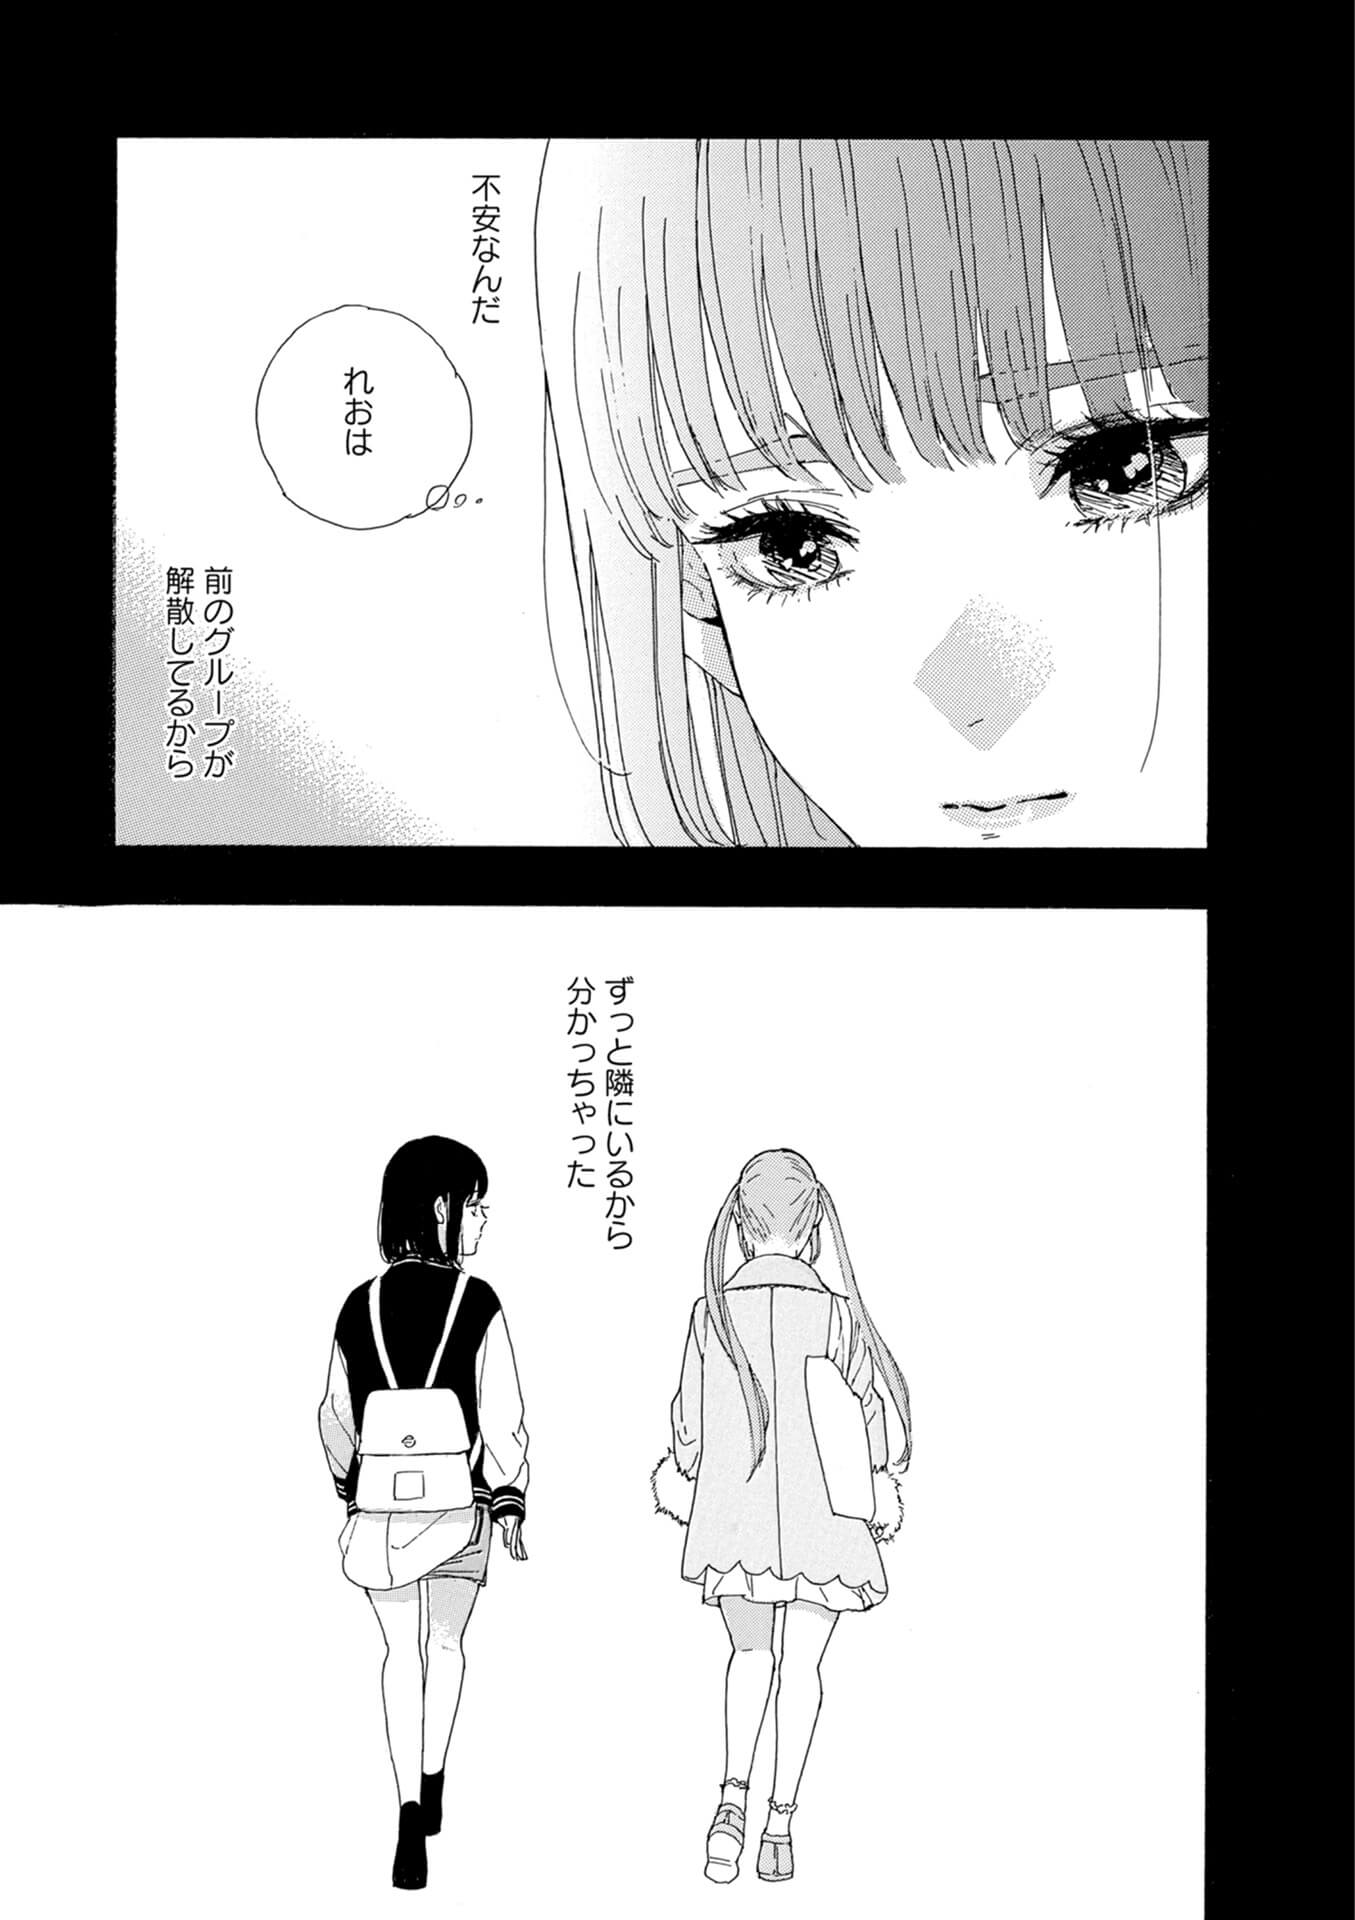 不安なんだ
れおは
前のグループが
解散してるから
ずっと隣にいるから
分かっちゃった